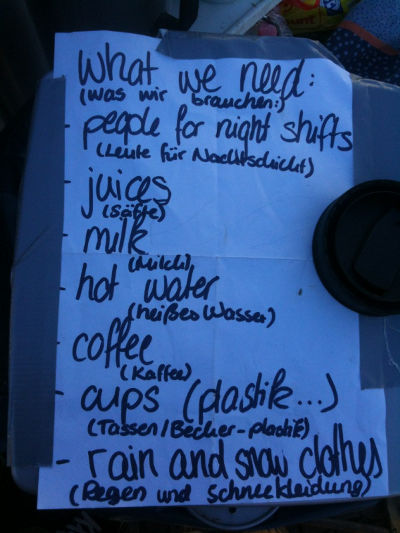 what we need:
(was wir brauchen:)
- people for night shifts
(Leute für Nachtschicht)
- juices
(Säfte)
- milk
(Milch)
- hot water
(heißes Wasser)
- coffee
(Kaffee)
- cups (plastik...)
(Tassen/Becher-plastik)
- rain and snow clothes
(Regen und Schneekleidung)